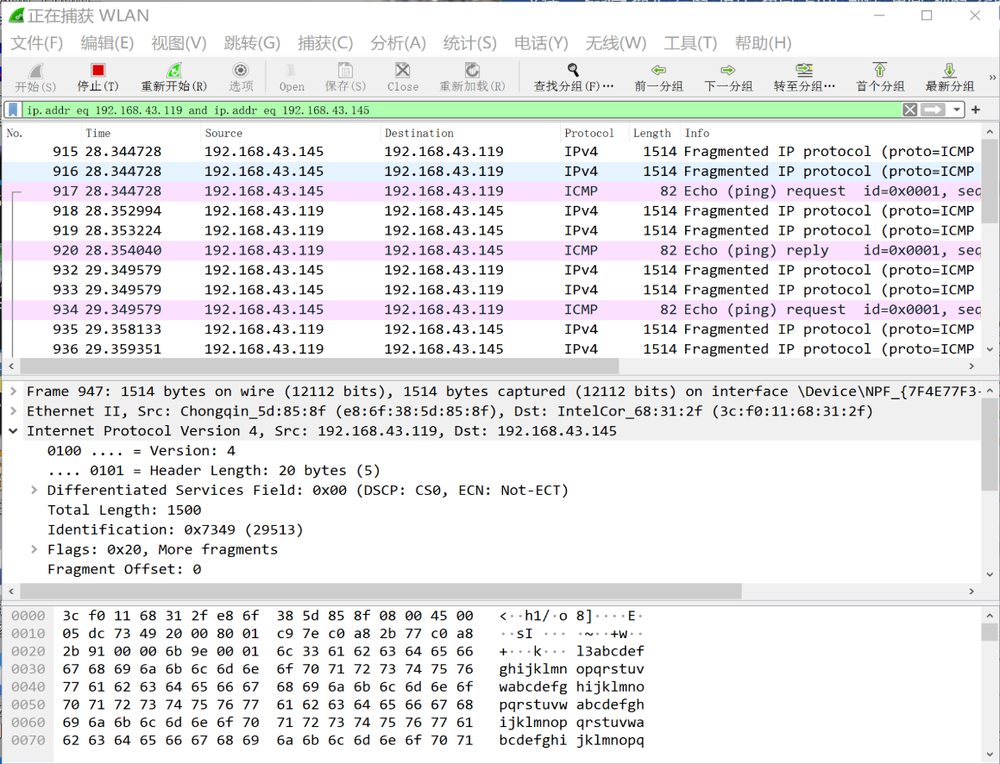 正在捕获 WLAN
文件(F) 编辑(E) 视图(V) 跳转(G) 捕获(C) 分析(A) 统计(S) 电话(Y) 无线(W) 工具(T) 帮助(H)
开始(S) 停止(T) 重新开始(R) 选项 Open 保存(S) Close 重新加载(R) 查找分组(F)··· 前一分组 下一分组 转至分组··· 首个分组 最新分组 »
ip.addr eq 192.168.43.119 and ip.addr eq 192.168.43.145
No. Time Source Destination Protocol Length Info
915 28.344728 192.168.43.145 192.168.43.119 IPv4 1514 Fragmented IP protocol (proto=ICMP
916 28.344728 192.168.43.145 192.168.43.119 IPv4 1514 Fragmented IP protocol (proto=ICMP
917 28.344728 192.168.43.145 192.168.43.119 ICMP 82 Echo (ping) request id=0x0001, seq
918 28.352994 192.168.43.119 192.168.43.145 IPv4 1514 Fragmented IP protocol (proto=ICMP
919 28.353224 192.168.43.119 192.168.43.145 IPv4 1514 Fragmented IP protocol (proto=ICMP
920 28.354040 192.168.43.119 192.168.43.145 ICMP 82 Echo (ping) reply id=0x0001, seq
932 29.349579 192.168.43.145 192.168.43.119 IPv4 1514 Fragmented IP protocol (proto=ICMP
933 29.349579 192.168.43.145 192.168.43.119 IPv4 1514 Fragmented IP protocol (proto=ICMP
934 29.349579 192.168.43.145 192.168.43.119 ICMP 82 Echo (ping) request id=0x0001, seq
935 29.358133 192.168.43.119 192.168.43.145 IPv4 1514 Fragmented IP protocol (proto=ICMP
936 29.359351 192.168.43.119 192.168.43.145 IPv4 1514 Fragmented IP protocol (proto=ICMP
Frame 947: 1514 bytes on wire (12112 bits), 1514 bytes captured (12112 bits) on interface \Device\NPF_{7F4E77F3-
Ethernet II, Src: Chongqin_5d:85:8f (e8:6f:38:5d:85:8f), Dst: IntelCor_68:31:2f (3c:f0:11:68:31:2f)
Internet Protocol Version 4, Src: 192.168.43.119, Dst: 192.168.43.145
0100 .... = Version: 4
.... 0101 = Header Length: 20 bytes (5)
Differentiated Services Field: 0x00 (DSCP: CS0, ECN: Not-ECT)
Total Length: 1500
Identification: 0x7349 (29513)
Flags: 0x20, More fragments
Fragment Offset: 0
0000 3c f0 11 68 31 2f e8 6f 38 5d 85 8f 08 00 45 00 <··h1/·o 8]····E·
0010 05 dc 73 49 20 00 80 01 c9 7e c0 a8 2b 77 c0 a8 ··sI ··· ·~··+w··
0020 2b 91 00 00 6b 9e 00 01 6c 33 61 62 63 64 65 66 +···k··· l3abcdef
0030 67 68 69 6a 6b 6c 6d 6e 6f 70 71 72 73 74 75 76 ghijklmn opqrstuv
0040 77 61 62 63 64 65 66 67 68 69 6a 6b 6c 6d 6e 6f wabcdefg hijklmno
0050 70 71 72 73 74 75 76 77 61 62 63 64 65 66 67 68 pqrstuvw abcdefgh
0060 69 6a 6b 6c 6d 6e 6f 70 71 72 73 74 75 76 77 61 ijklmnop qrstuvwa
0070 62 63 64 65 66 67 68 69 6a 6b 6c 6d 6e 6f 70 71 bcdefghi jklmnopq